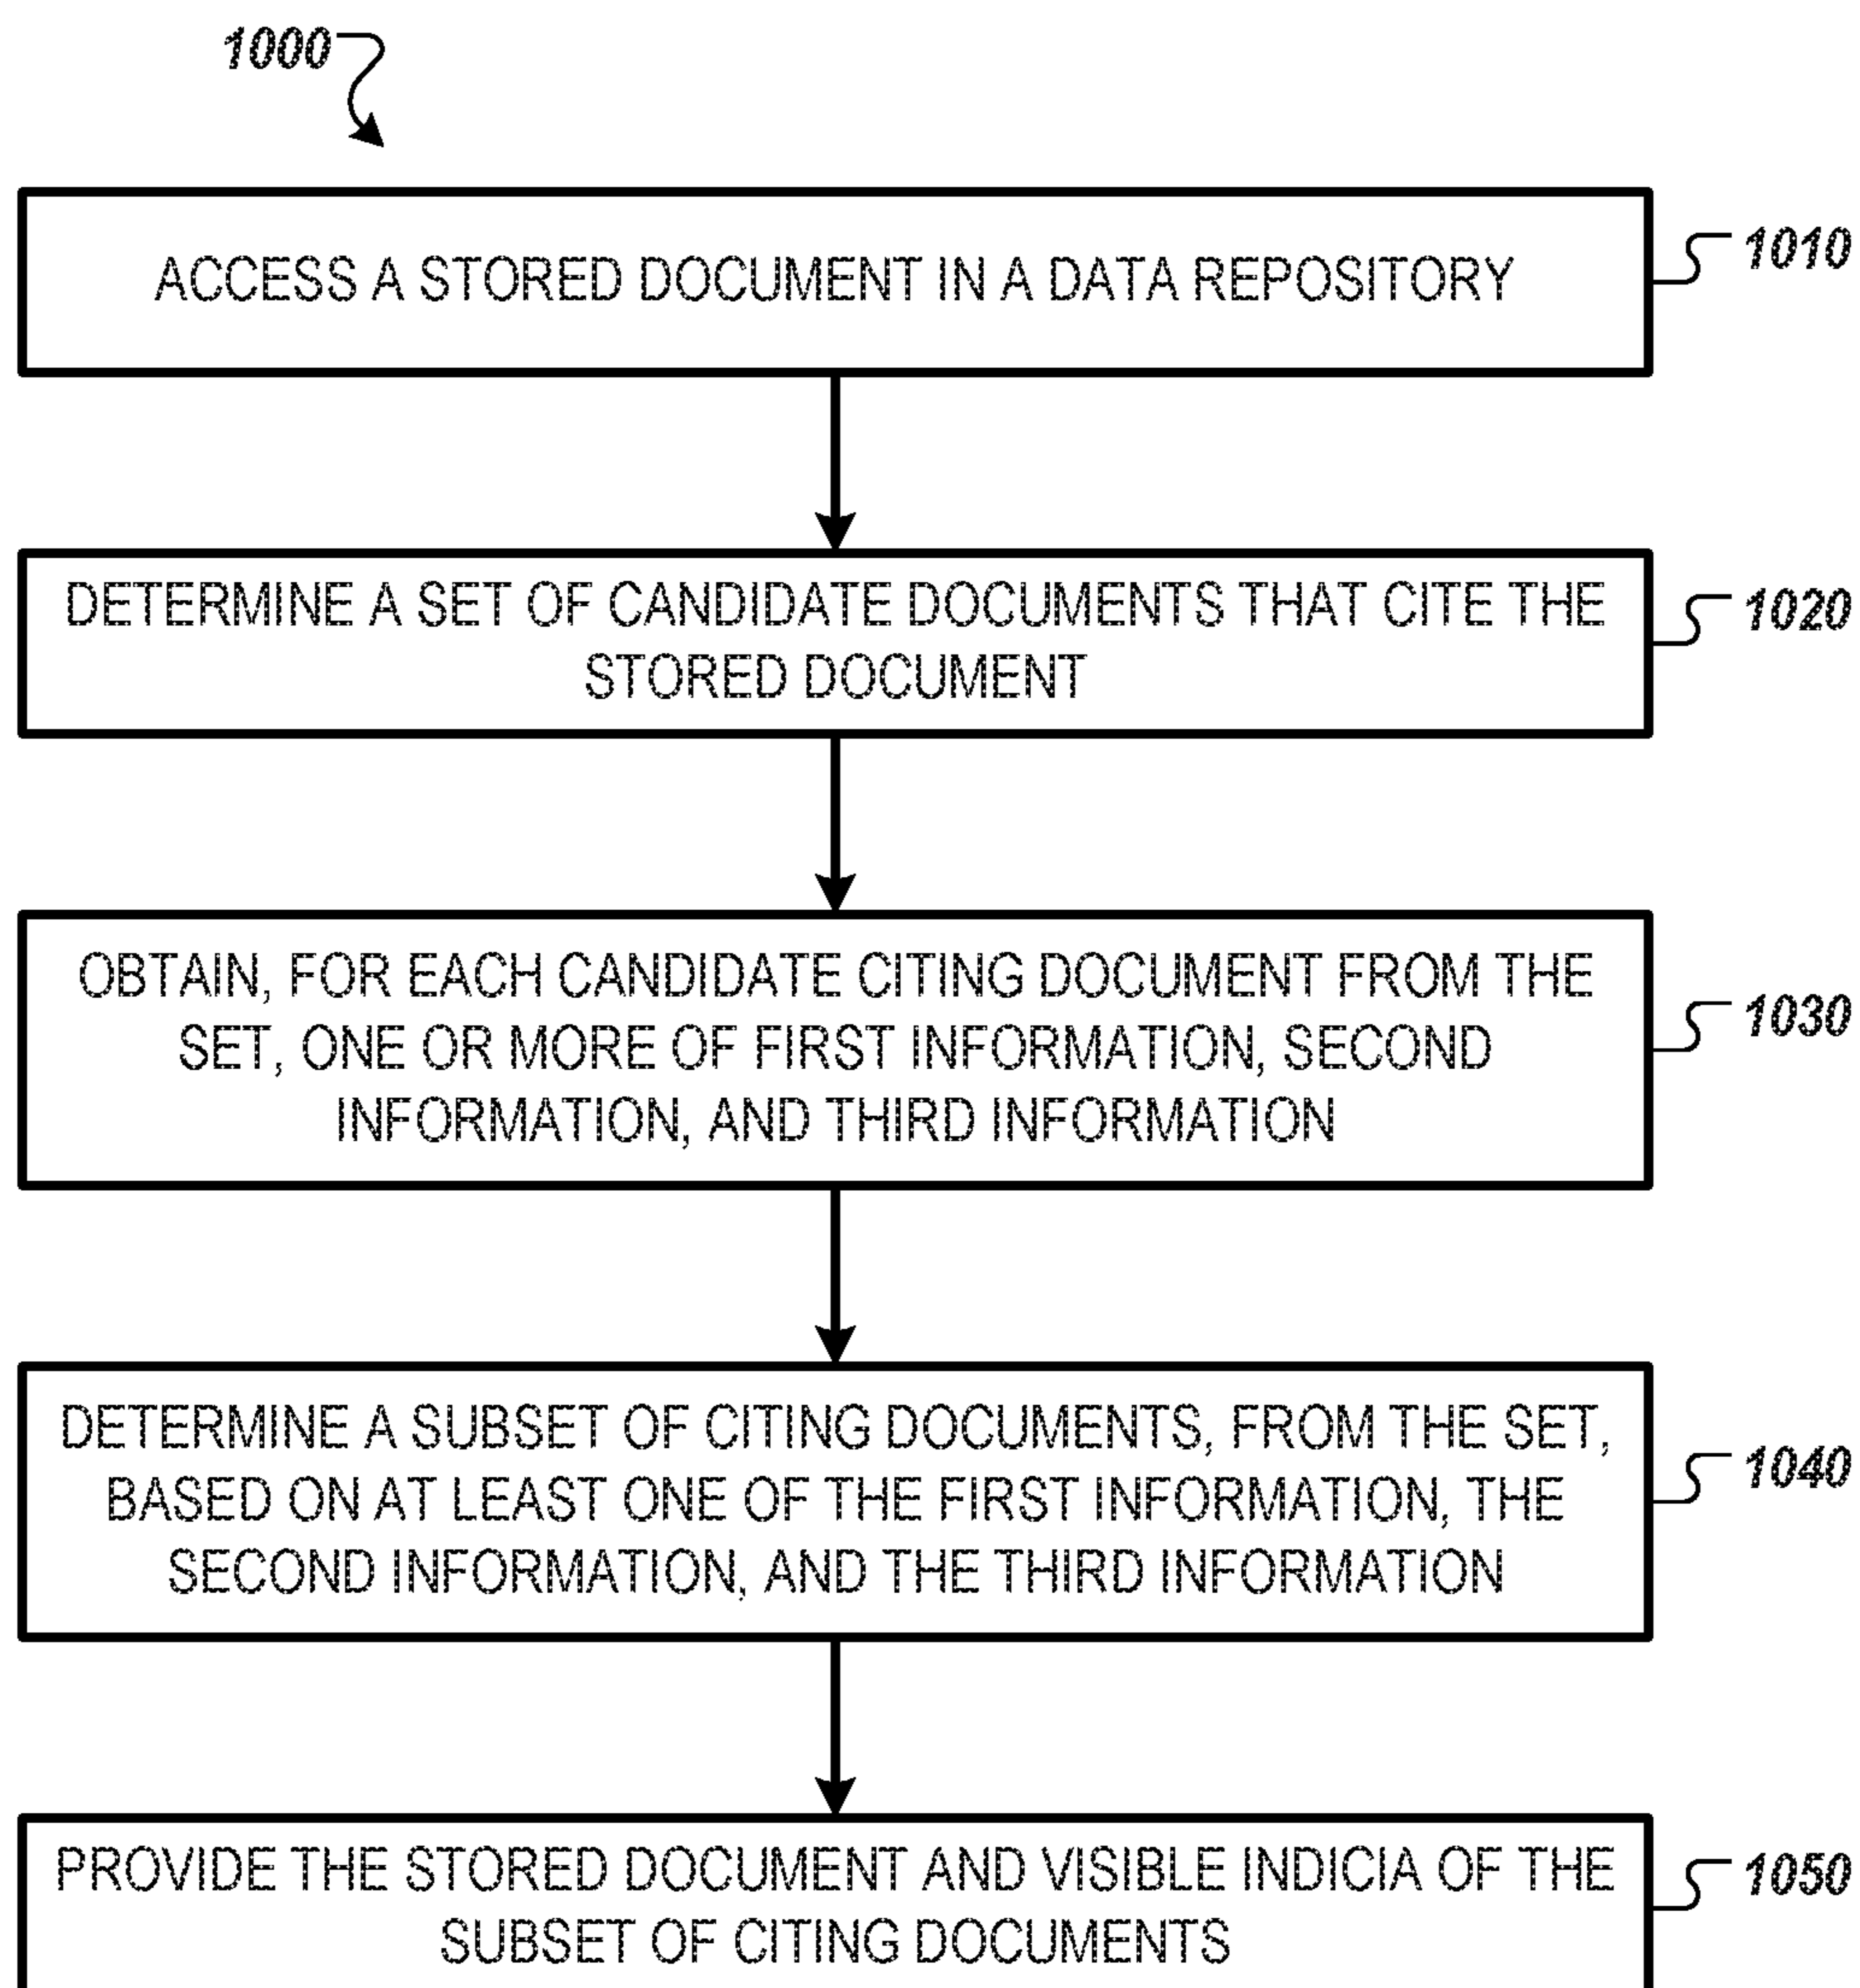 1000
ACCESS A STORED DOCUMENT IN A DATA REPOSITORY
1010
DETERMINE A SET OF CANDIDATE DOCUMENTS THAT CITE THE
STORED DOCUMENT
1020
OBTAIN, FOR EACH CANDIDATE CITING DOCUMENT FROM THE
SET, ONE OR MORE OF FIRST INFORMATION, SECOND
INFORMATION, AND THIRD INFORMATION
1030
DETERMINE A SUBSET OF CITING DOCUMENTS, FROM THE SET,
BASED ON AT LEAST ONE OF THE FIRST INFORMATION, THE
SECOND INFORMATION, AND THE THIRD INFORMATION
1040
PROVIDE THE STORED DOCUMENT AND VISIBLE INDICIA OF THE
SUBSET OF CITING DOCUMENTS
1050